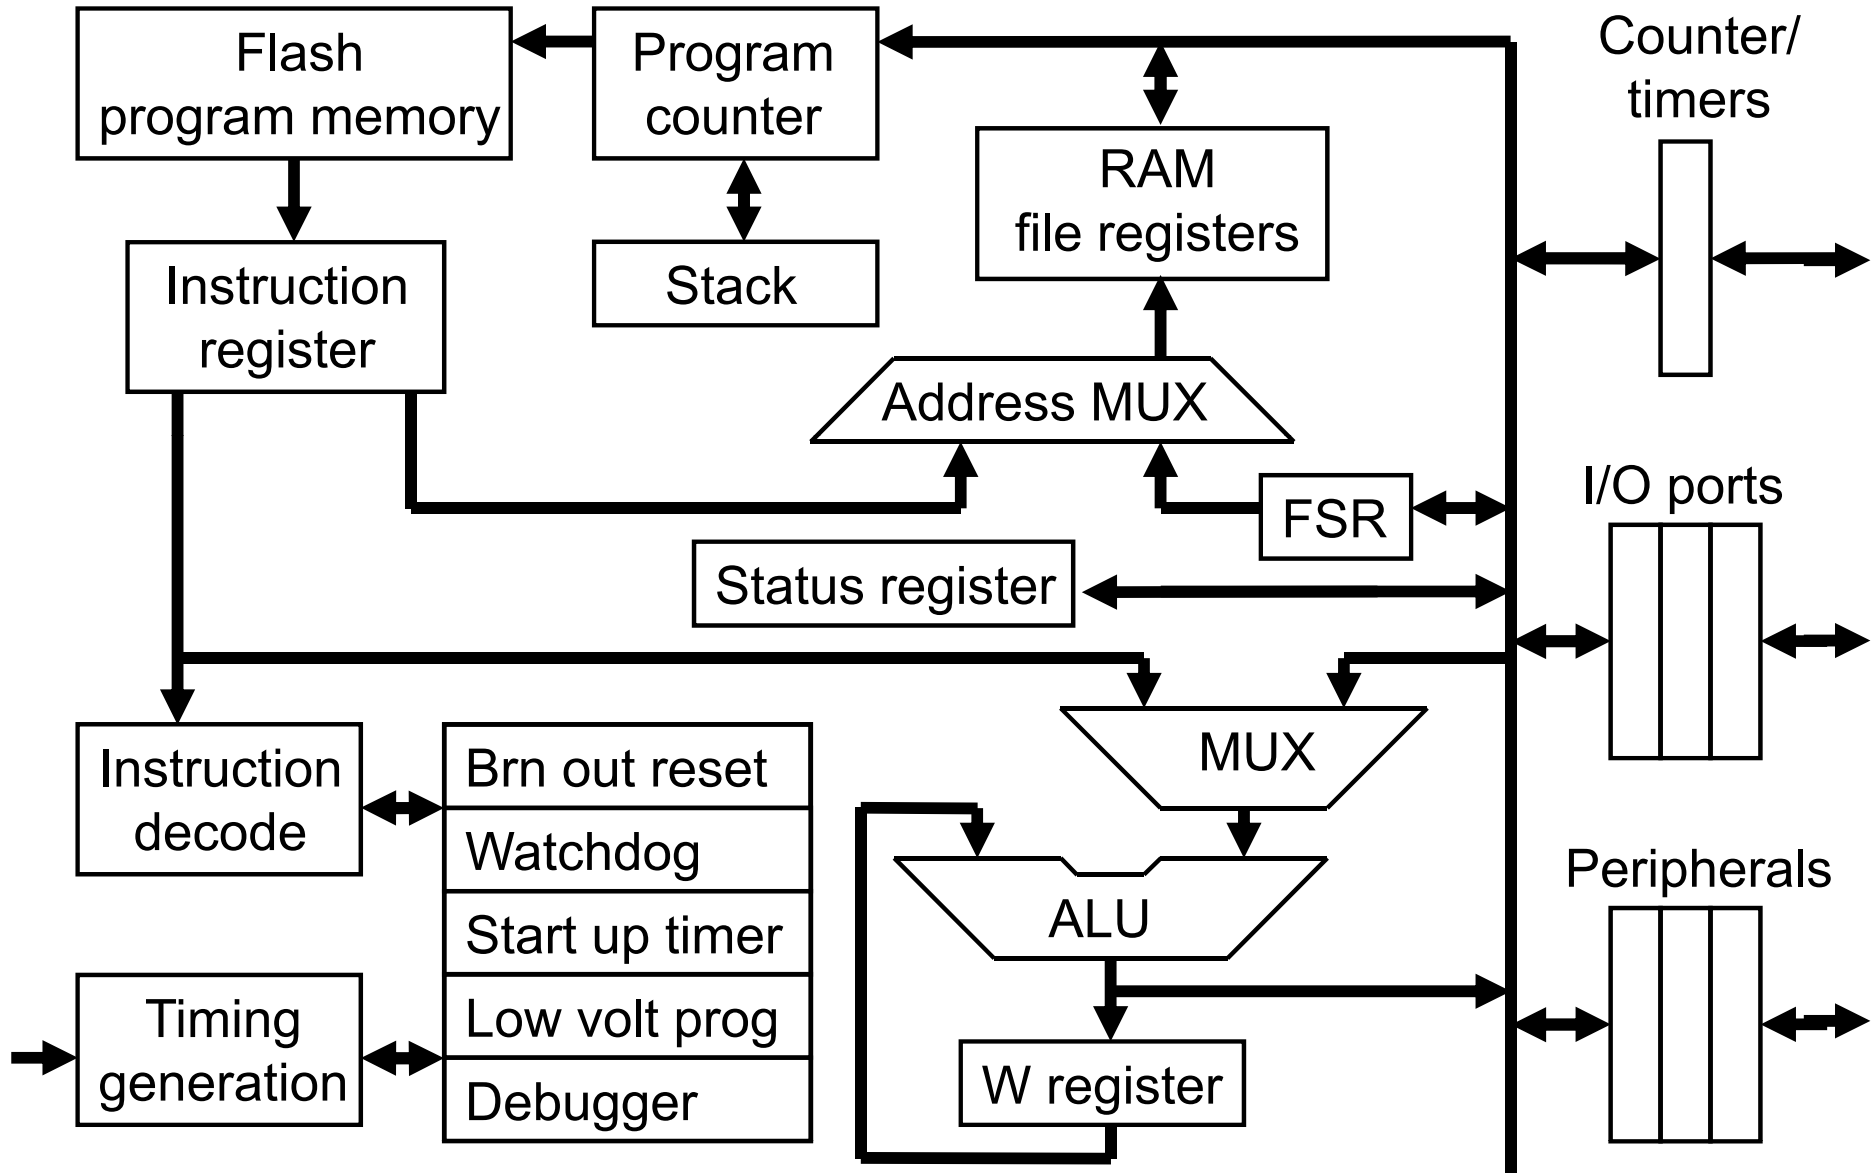 Flash
program memory
Program
counter
Counter/
timers
RAM
file registers
Instruction
register
Stack
Address MUX
I/O ports
FSR
Status register
MUX
Instruction
decode
Brn out reset
Watchdog
Start up timer
Low volt prog
Debugger
ALU
Peripherals
Timing
generation
W register